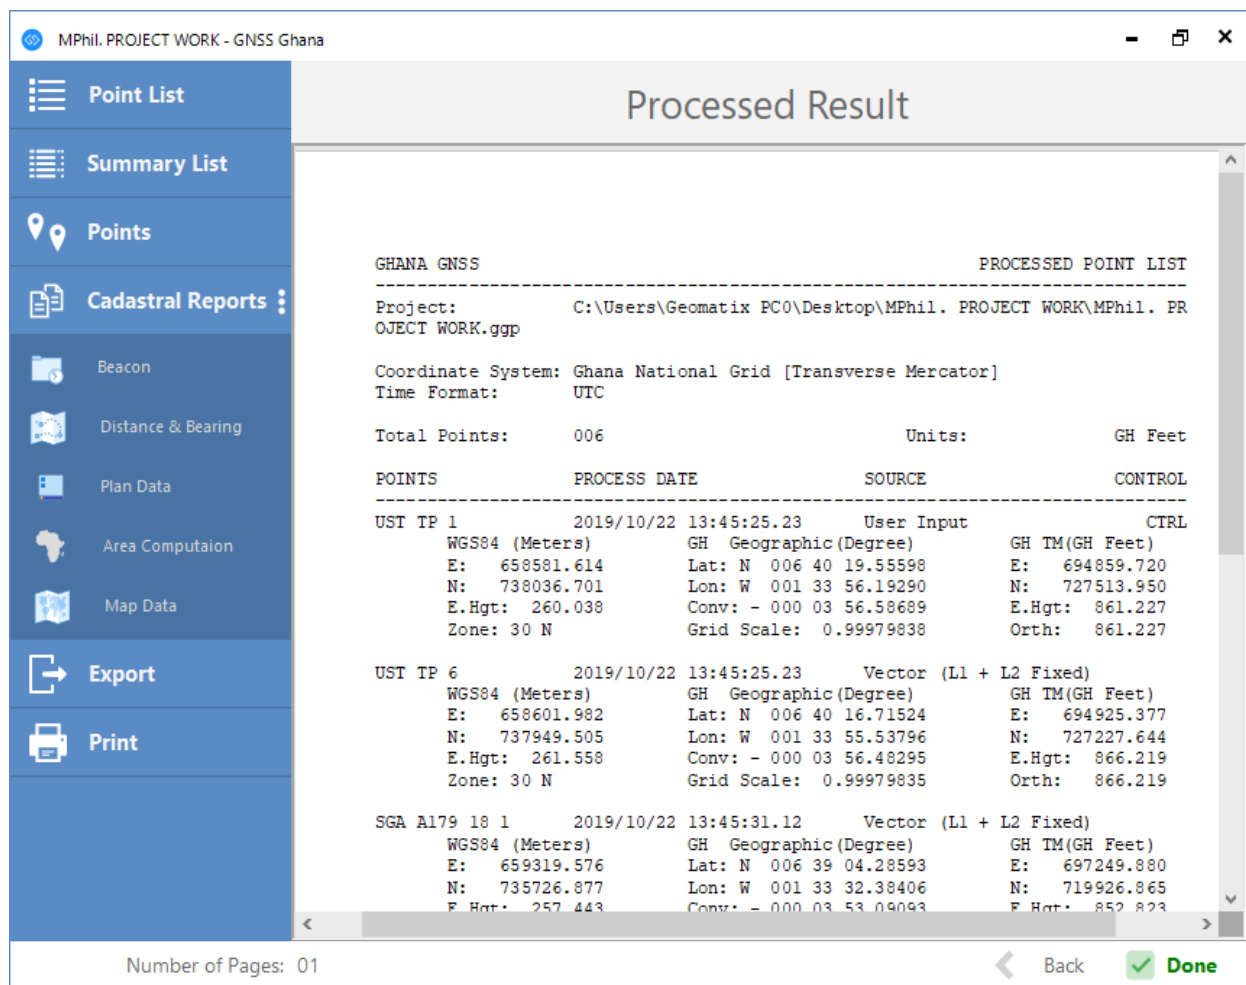 MPhil. PROJECT WORK - GNSS Ghana
Point List
Summary List
Points
Cadastral Reports
Beacon
Distance & Bearing
Plan Data
Area Computaion
Map Data
Export
Print
Processed Result
GHANA GNSS PROCESSED POINT LIST
Project: C:\Users\Geomatix PC0\Desktop\MPhil. PROJECT WORK\MPhil. PR
OJECT WORK.ggp
Coordinate System: Ghana National Grid [Transverse Mercator]
Time Format: UTC
Total Points: 006 Units: GH Feet
POINTS PROCESS DATE SOURCE CONTROL
UST TP 1 2019/10/22 13:45:25.23 User Input CTRL
WGS84 (Meters) GH Geographic(Degree) GH TM(GH Feet)
E: 658581.614 Lat: N 006 40 19.55598 E: 694859.720
N: 738036.701 Lon: W 001 33 56.19290 N: 727513.950
E.Hgt: 260.038 Conv: - 000 03 56.58689 E.Hgt: 861.227
Zone: 30 N Grid Scale: 0.99979838 Orth: 861.227
UST TP 6 2019/10/22 13:45:25.23 Vector (L1 + L2 Fixed)
WGS84 (Meters) GH Geographic(Degree) GH TM(GH Feet)
E: 658601.982 Lat: N 006 40 16.71524 E: 694925.377
N: 737949.505 Lon: W 001 33 55.53796 N: 727227.644
E.Hgt: 261.558 Conv: - 000 03 56.48295 E.Hgt: 866.219
Zone: 30 N Grid Scale: 0.99979835 Orth: 866.219
SGA A179 18 1 2019/10/22 13:45:31.12 Vector (L1 + L2 Fixed)
WGS84 (Meters) GH Geographic(Degree) GH TM(GH Feet)
E: 659319.576 Lat: N 006 39 04.28593 E: 697249.880
N: 735726.877 Lon: W 001 33 32.38406 N: 719926.865
E.Hgt: 257.443 Conv: - 000 03 53.09093 E.Hgt: 852.823
Number of Pages: 01
Back
Done